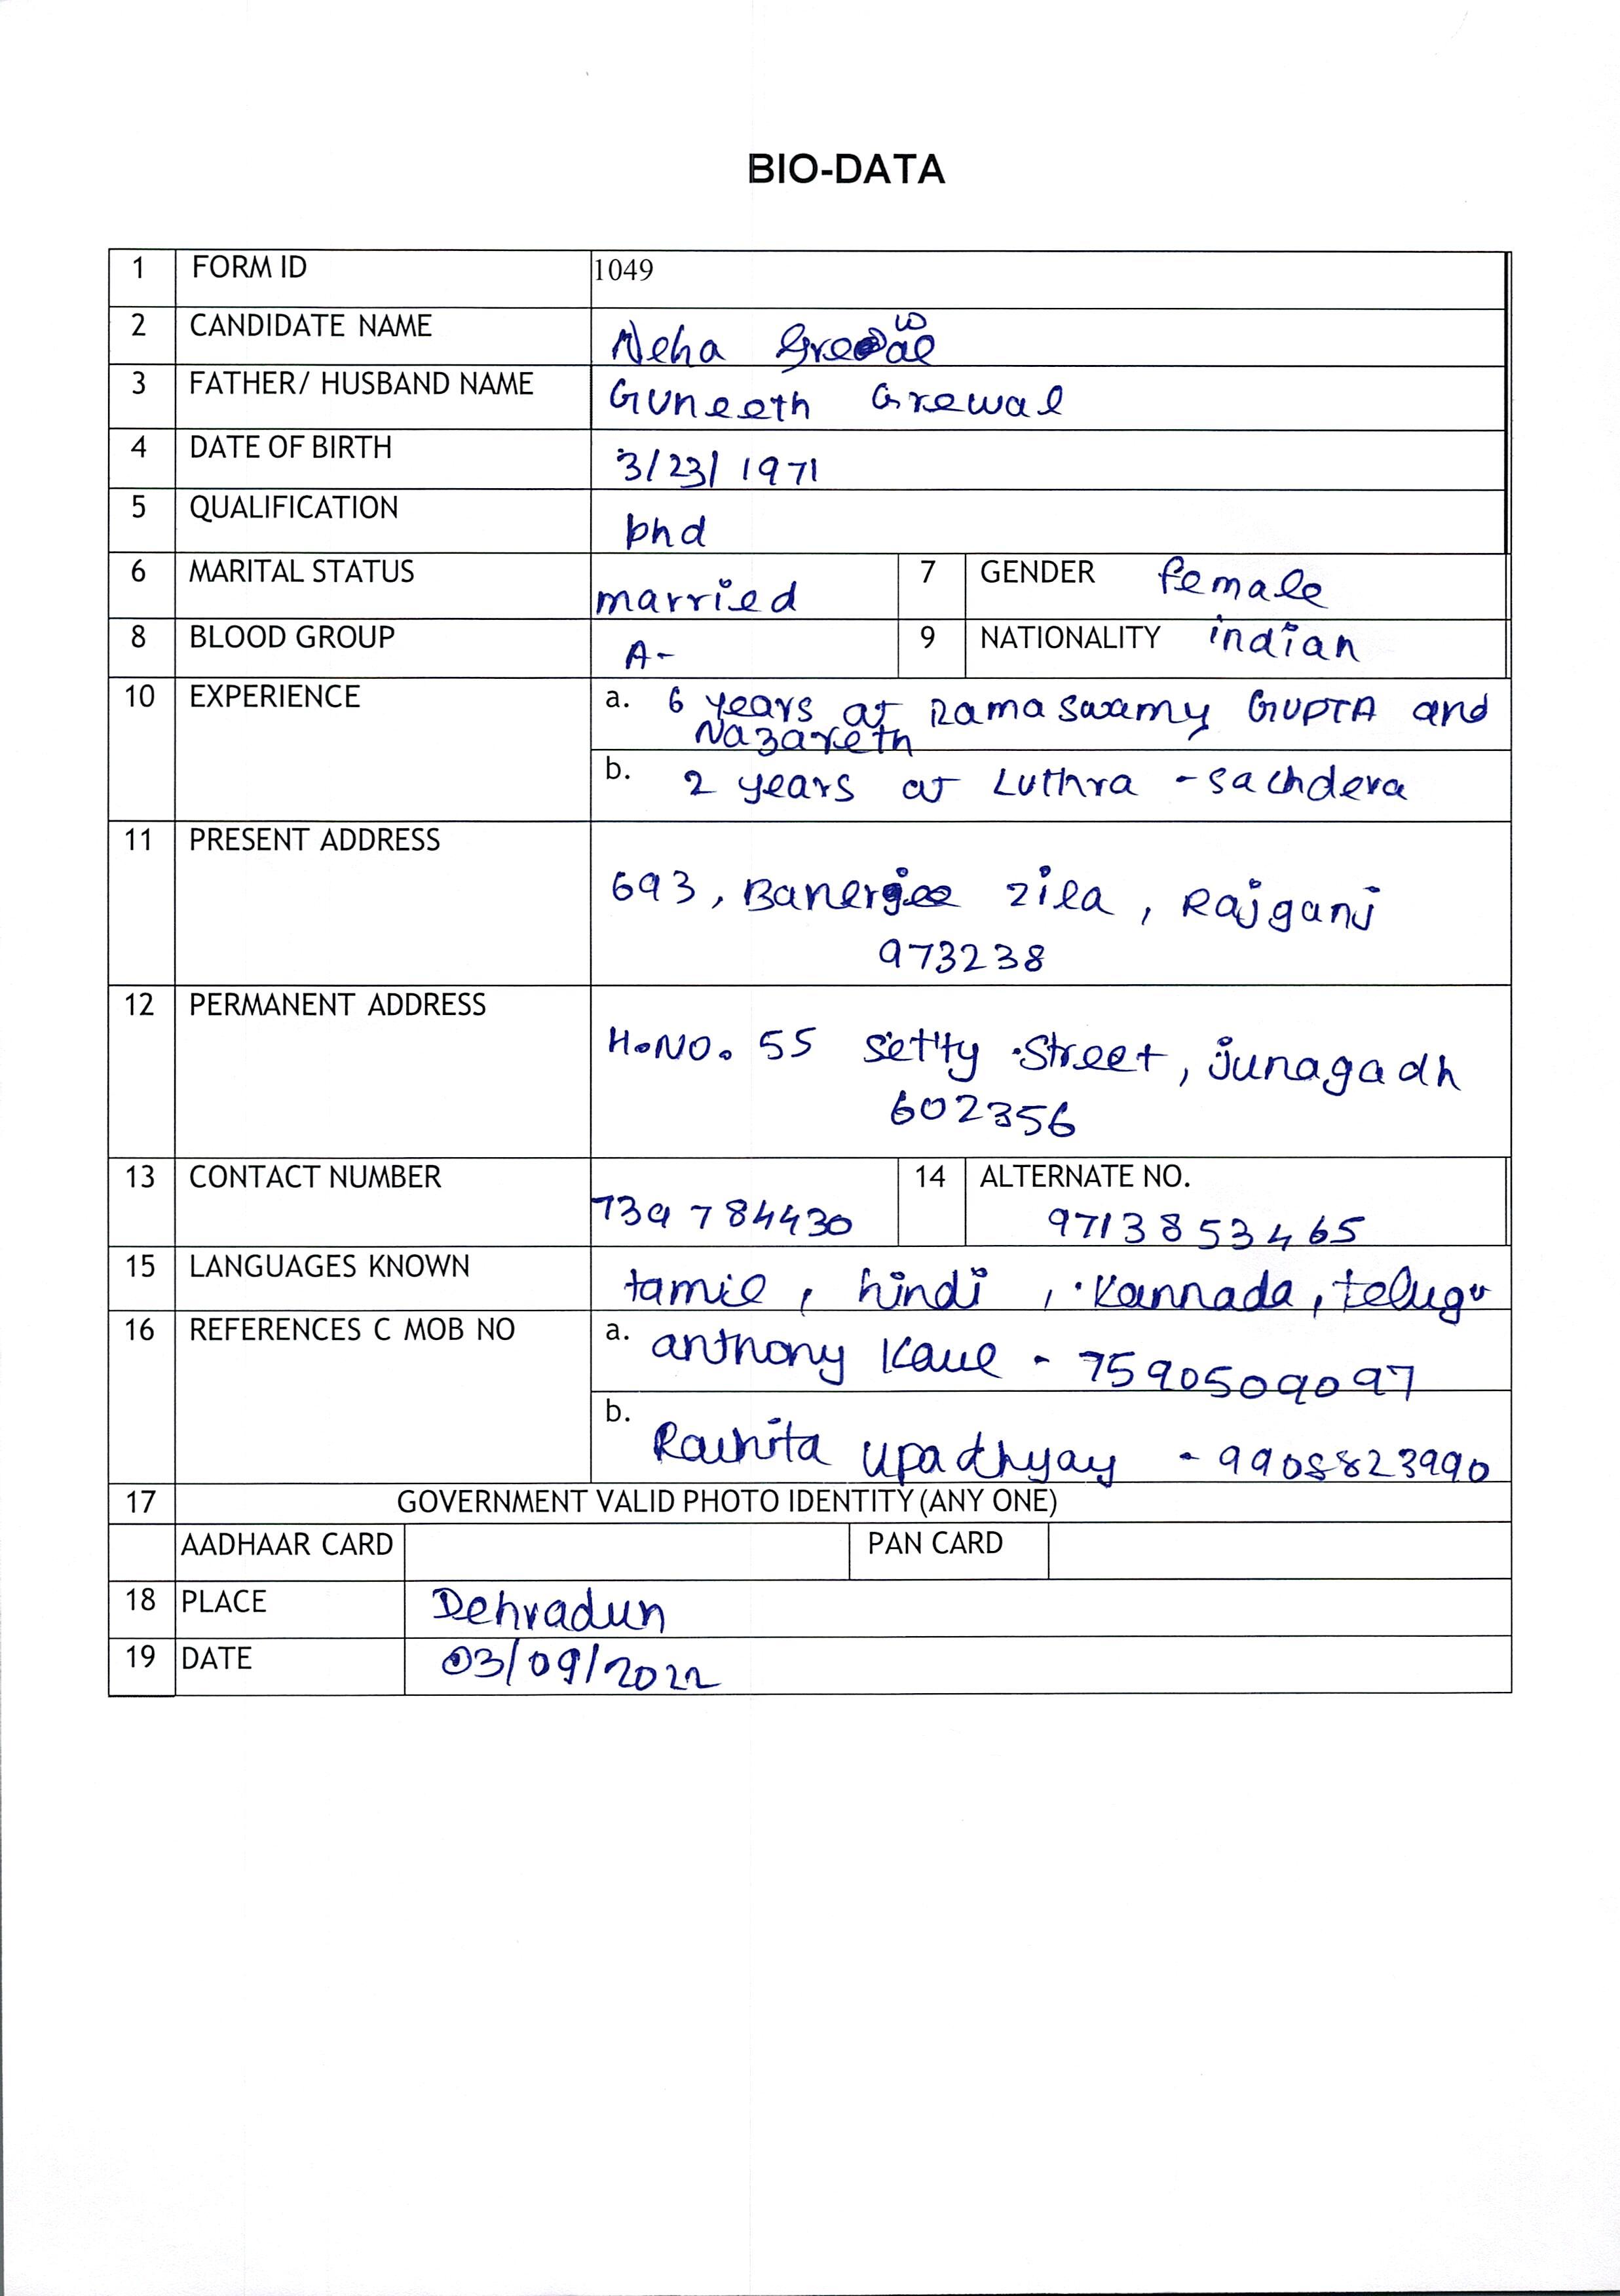 BIO-DATA
1 FORM ID 1049
2 CANDIDATE NAME Neha Grewal
3 FATHER/ HUSBAND NAME Guneeth Grewal
4 DATE OF BIRTH 3/23/1971
5 QUALIFICATION phd
6 MARITAL STATUS married 7 GENDER female
8 BLOOD GROUP A- 9 NATIONALITY indian
10 EXPERIENCE a. 6 years at Ramaswamy GUPTA and
Nazareth
b. 2 years at Luthra - Sachdeva
11 PRESENT ADDRESS
693, Banerjee zila, Rajganj
973238
12 PERMANENT ADDRESS
H.NO. 55 Setty Street, junagadh
602356
13 CONTACT NUMBER 739784430 14 ALTERNATE NO.
9713853465
15 LANGUAGES KNOWN tamil, hindi, Kannada, telugu
16 REFERENCES C MOB NO a. anthony Kaul - 7590509097
b. Rachita upadhyay - 9908823990
17 GOVERNMENT VALID PHOTO IDENTITY (ANY ONE)
AADHAAR CARD PAN CARD
18 PLACE Dehradun
19 DATE 03/09/2022